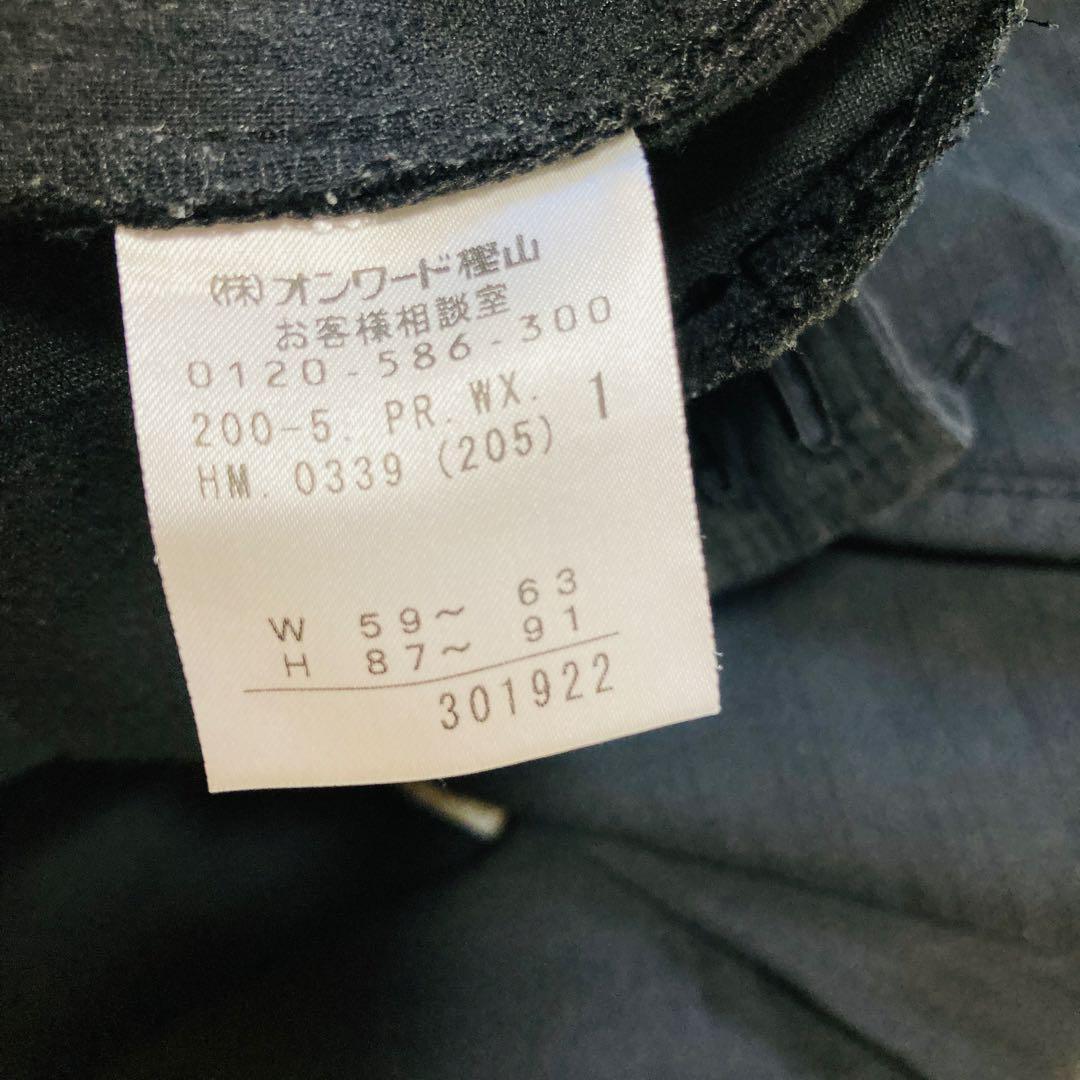 (株)オンワード樫山
お客様相談室
0120-586-300
200-5. PR. WX. 1
HM. 0339 (205)
W 59～ 63
H 87～ 91
301922